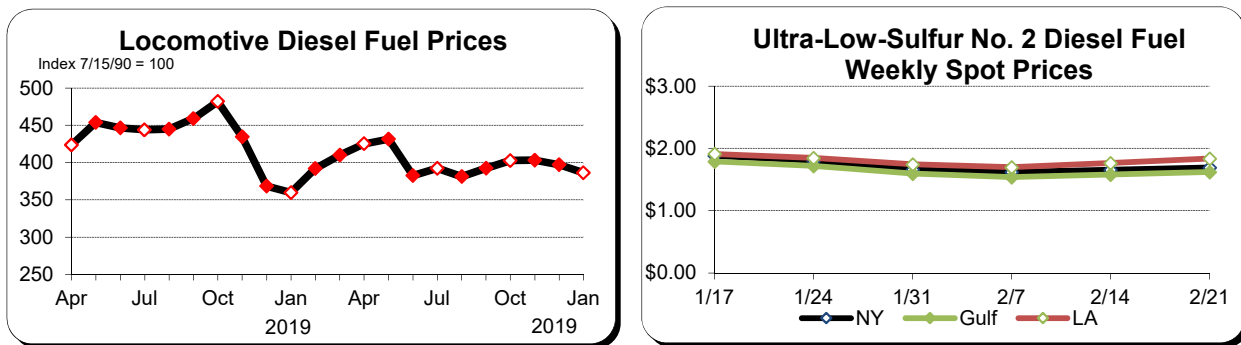 Locomotive Diesel Fuel Prices
Index 7/15/90 = 100
500
450
400
350
300
250
Apr Jul Oct Jan Apr Jul Oct Jan
2019 2019
Ultra-Low-Sulfur No. 2 Diesel Fuel
Weekly Spot Prices
$3.00
$2.00
$1.00
$0.00
1/17 1/24 1/31 2/7 2/14 2/21
NY Gulf LA